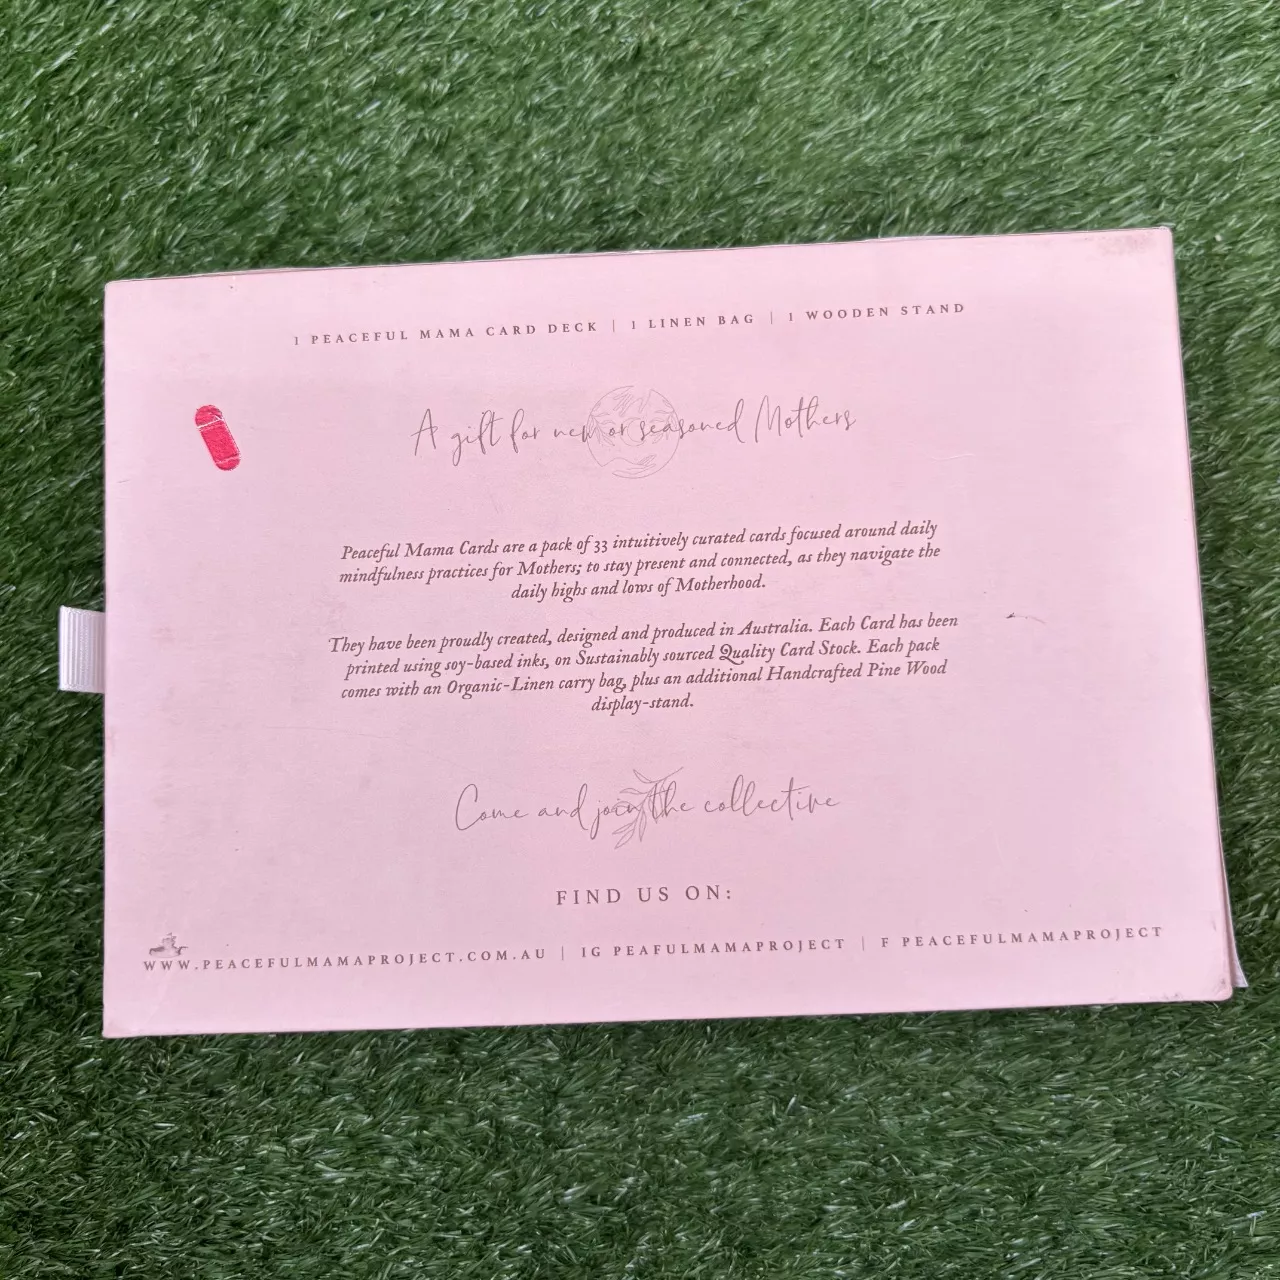 1 PEACEFUL MAMA CARD DECK | 1 LINEN BAG | 1 WOODEN STAND
A gift for new or seasoned Mothers
Peaceful Mama Cards are a pack of 33 intuitively curated cards focused around daily
mindfulness practices for Mothers; to stay present and connected, as they navigate the
daily highs and lows of Motherhood.
They have been proudly created, designed and produced in Australia. Each Card has been
printed using soy-based inks, on Sustainably sourced Quality Card Stock. Each pack
comes with an Organic-Linen carry bag, plus an additional Handcrafted Pine Wood
display-stand.
Come and join the collective
FIND US ON:
WWW.PEACEFULMAMAPROJECT.COM.AU | IG PEAFULMAMAPROJECT | F PEACEFULMAMAPROJECT